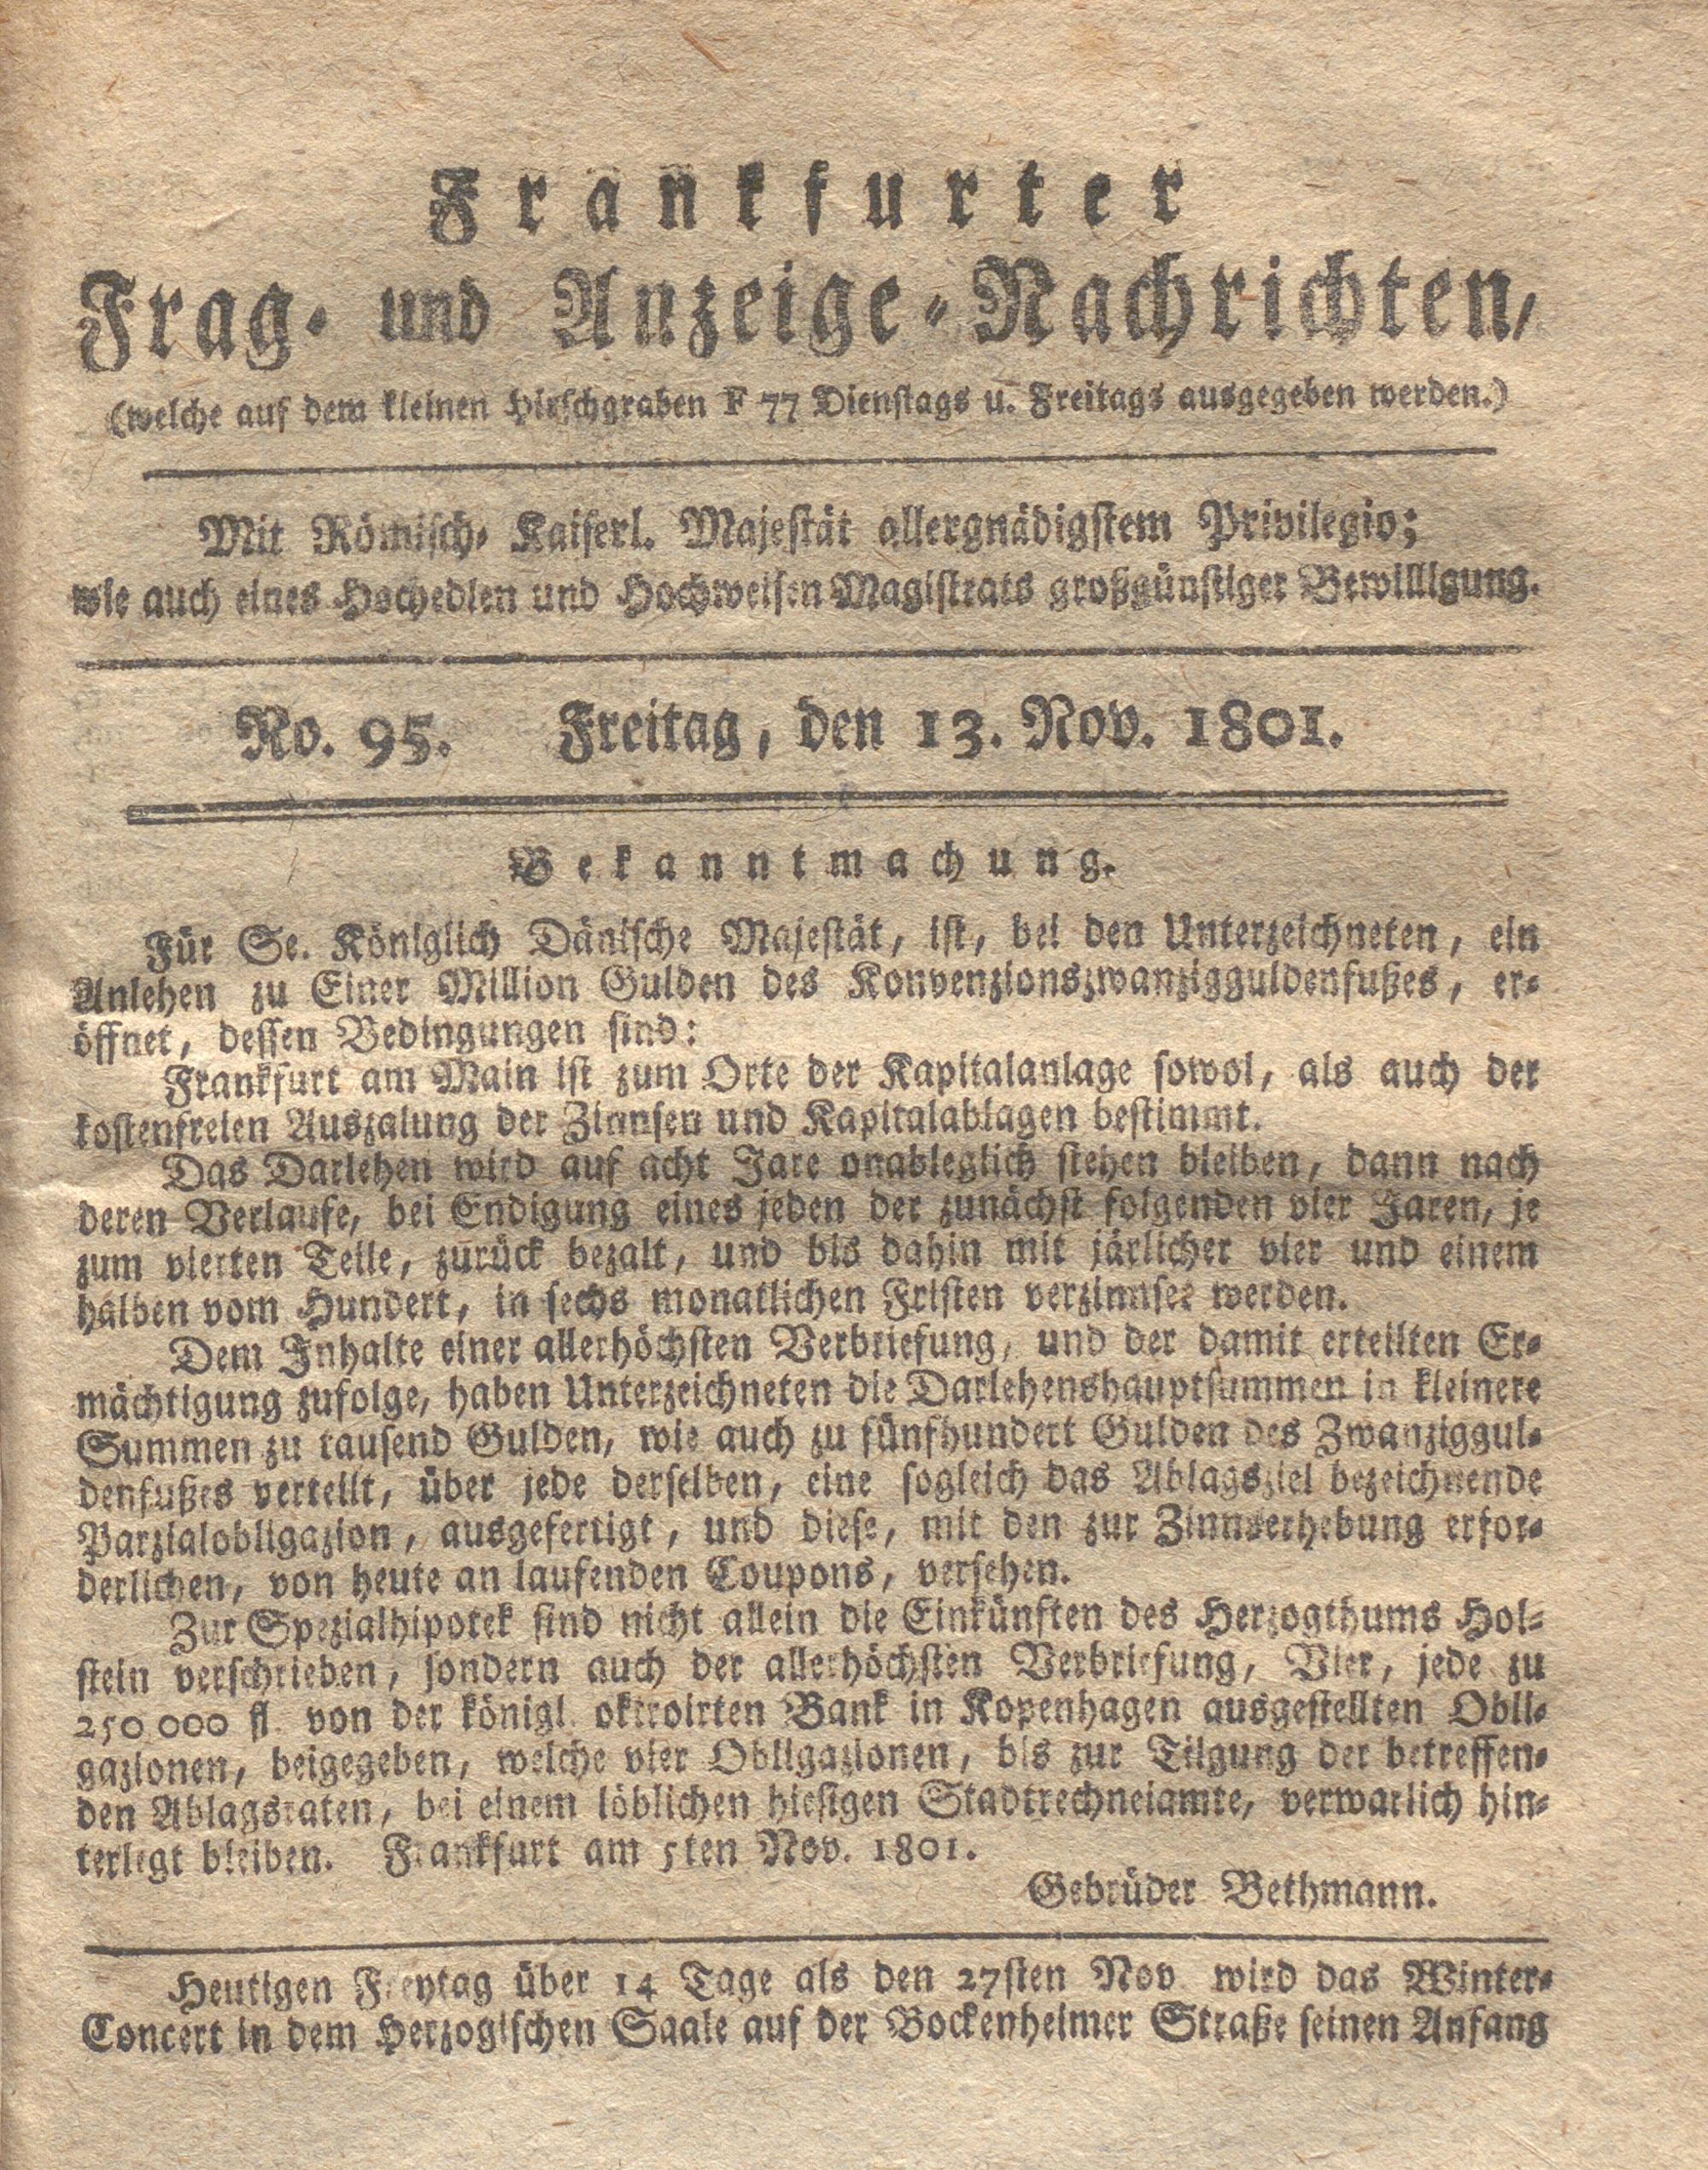 Frankfurter
Frag- und Anzeige-Nachrichten,
(welche auf dem kleinen Hirschgraben F 77 Dienstags u. Freitags ausgegeben werden.)
Mit Römisch- Kaiserl. Majestät allergnädigstem Privilegio;
wie auch eines Hochedlen und Hochweisen Magistrats großgünstiger Bewilligung.
No. 95. Freitag, den 13. Nov. 1801.
Bekanntmachung.
Für Se. Königlich Dänische Majestät, ist, bei den Unterzeichneten, ein
Anlehen zu Einer Million Gulden des Konvenzionszwanzigguldenfußes, er-
öffnet, dessen Bedingungen sind:
Frankfurt am Main ist zum Orte der Kapitalanlage sowol, als auch der
kostenfreien Auszalung der Zinnsen und Kapitalablagen bestimmt.
Das Darlehen wird auf acht Jare onableglich stehen bleiben, dann nach
deren Verlaufe, bei Endigung eines jeden der zunächst folgenden vier Jaren, je
zum vierten Teile, zurück bezalt, und bis dahin mit järlicher vier und einem
halben vom Hundert, in sechs monatlichen Fristen verzinnset werden.
Dem Inhalte einer allerhöchsten Verbriefung, und der damit erteilten Er-
mächtigung zufolge, haben Unterzeichneten die Darlehenshauptsummen in kleinere
Summen zu tausend Gulden, wie auch zu fünfhundert Gulden des Zwanziggul-
denfußes verteilt, über jede derselben, eine sogleich das Ablagsziel bezeichnende
Parzialobligazion, ausgefertigt, und diese, mit den zur Zinnserhebung erfor-
derlichen, von heute an laufenden Coupons, versehen.
Zur Spezialhipotek sind nicht allein die Einkünften des Herzogthums Hol-
stein verschrieben, sondern auch der allerhöchsten Verbriefung, Vier, jede zu
250 000 fl. von der königl. oktroirten Bank in Kopenhagen ausgestellten Obli-
gazionen, beigegeben, welche vier Obligazionen, bis zur Tilgung der betreffen-
den Ablagsraten, bei einem löblichen hiesigen Stadtrechneiamte, verwarlich hin-
terlegt bleiben. Frankfurt am 5ten Nov. 1801.
Gebrüder Bethmann.
Heutigen Freytag über 14 Tage als den 27sten Nov wird das Winter-
Concert in dem Herzogischen Saale auf der Bockenheimer Straße seinen Anfang